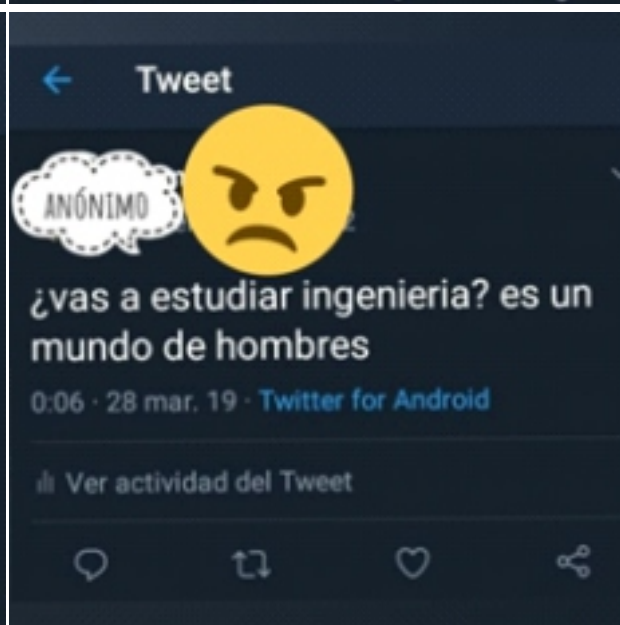 Tweet
ANÓNIMO
¿vas a estudiar ingenieria? es un
mundo de hombres
0:06 · 28 mar. 19 · Twitter for Android
Ver actividad del Tweet